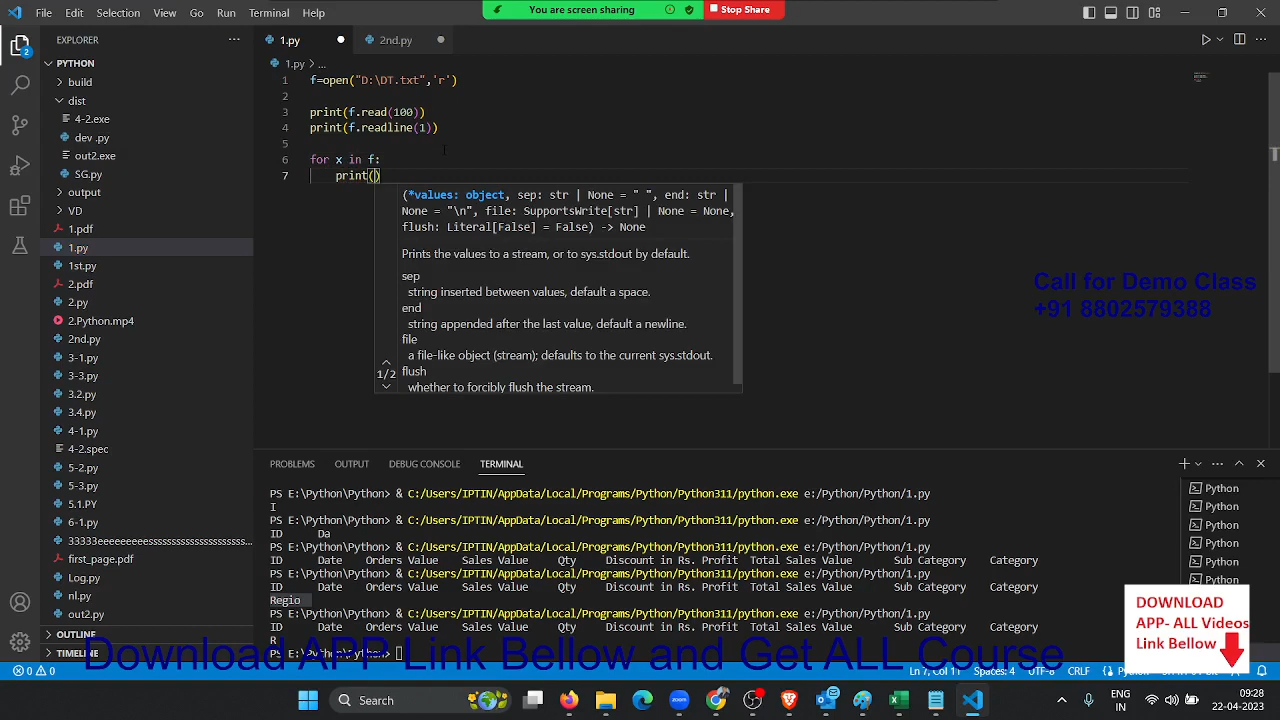 You are screen sharing
Stop Share
File Edit Selection View Go Run Terminal Help
EXPLORER
1.py
2nd.py
2
PYTHON
1.py > ...
build
dist
4-2.exe
dev .py
out2.exe
SG.py
output
VD
1.pdf
1.py
1st.py
2.pdf
2.py
2.Python.mp4
2nd.py
3-1.py
3-3.py
3.2.py
3.4.py
4-1.py
4-2.spec
5-2.py
5-3.py
5.1.PY
6-1.py
33333eeeeeeeeessssssssssssssssssss...
first_page.pdf
Log.py
nl.py
out2.py
OUTLINE
TIMELINE
1 f=open("D:\DT.txt",'r')
2
3 print(f.read(100))
4 print(f.readline(1))
5
6 for x in f:
7 print()
(*values: object, sep: str | None = " ", end: str |
None = "\n", file: SupportsWrite[str] | None = None,
flush: Literal[False] = False) -> None
Prints the values to a stream, or to sys.stdout by default.
sep
string inserted between values, default a space.
end
string appended after the last value, default a newline.
file
a file-like object (stream); defaults to the current sys.stdout.
1/2
flush
whether to forcibly flush the stream.
Call for Demo Class
+91 8802579388
PROBLEMS OUTPUT DEBUG CONSOLE TERMINAL
PS E:\Python\Python> & C:/Users/IPTIN/AppData/Local/Programs/Python/Python311/python.exe e:/Python/Python/1.py
I
PS E:\Python\Python> & C:/Users/IPTIN/AppData/Local/Programs/Python/Python311/python.exe e:/Python/Python/1.py
ID Da
PS E:\Python\Python> & C:/Users/IPTIN/AppData/Local/Programs/Python/Python311/python.exe e:/Python/Python/1.py
ID Date Orders Value Sales Value Qty Discount in Rs. Profit Total Sales Value Sub Category Category
PS E:\Python\Python> & C:/Users/IPTIN/AppData/Local/Programs/Python/Python311/python.exe e:/Python/Python/1.py
ID Date Orders Value Sales Value Qty Discount in Rs. Profit Total Sales Value Sub Category Category
Regio
PS E:\Python\Python> & C:/Users/IPTIN/AppData/Local/Programs/Python/Python311/python.exe e:/Python/Python/1.py
ID Date Orders Value Sales Value Qty Discount in Rs. Profit Total Sales Value Sub Category Category
R
PS E:\Python\Python>
Python
Python
Python
Python
Python
Python
DOWNLOAD
APP- ALL Videos
Link Bellow
Download APP Link Bellow and Get ALL Course
0 0
Ln 7, Col 11 Spaces: 4 UTF-8 CRLF
Search
ENG
IN
09:28
22-04-2023